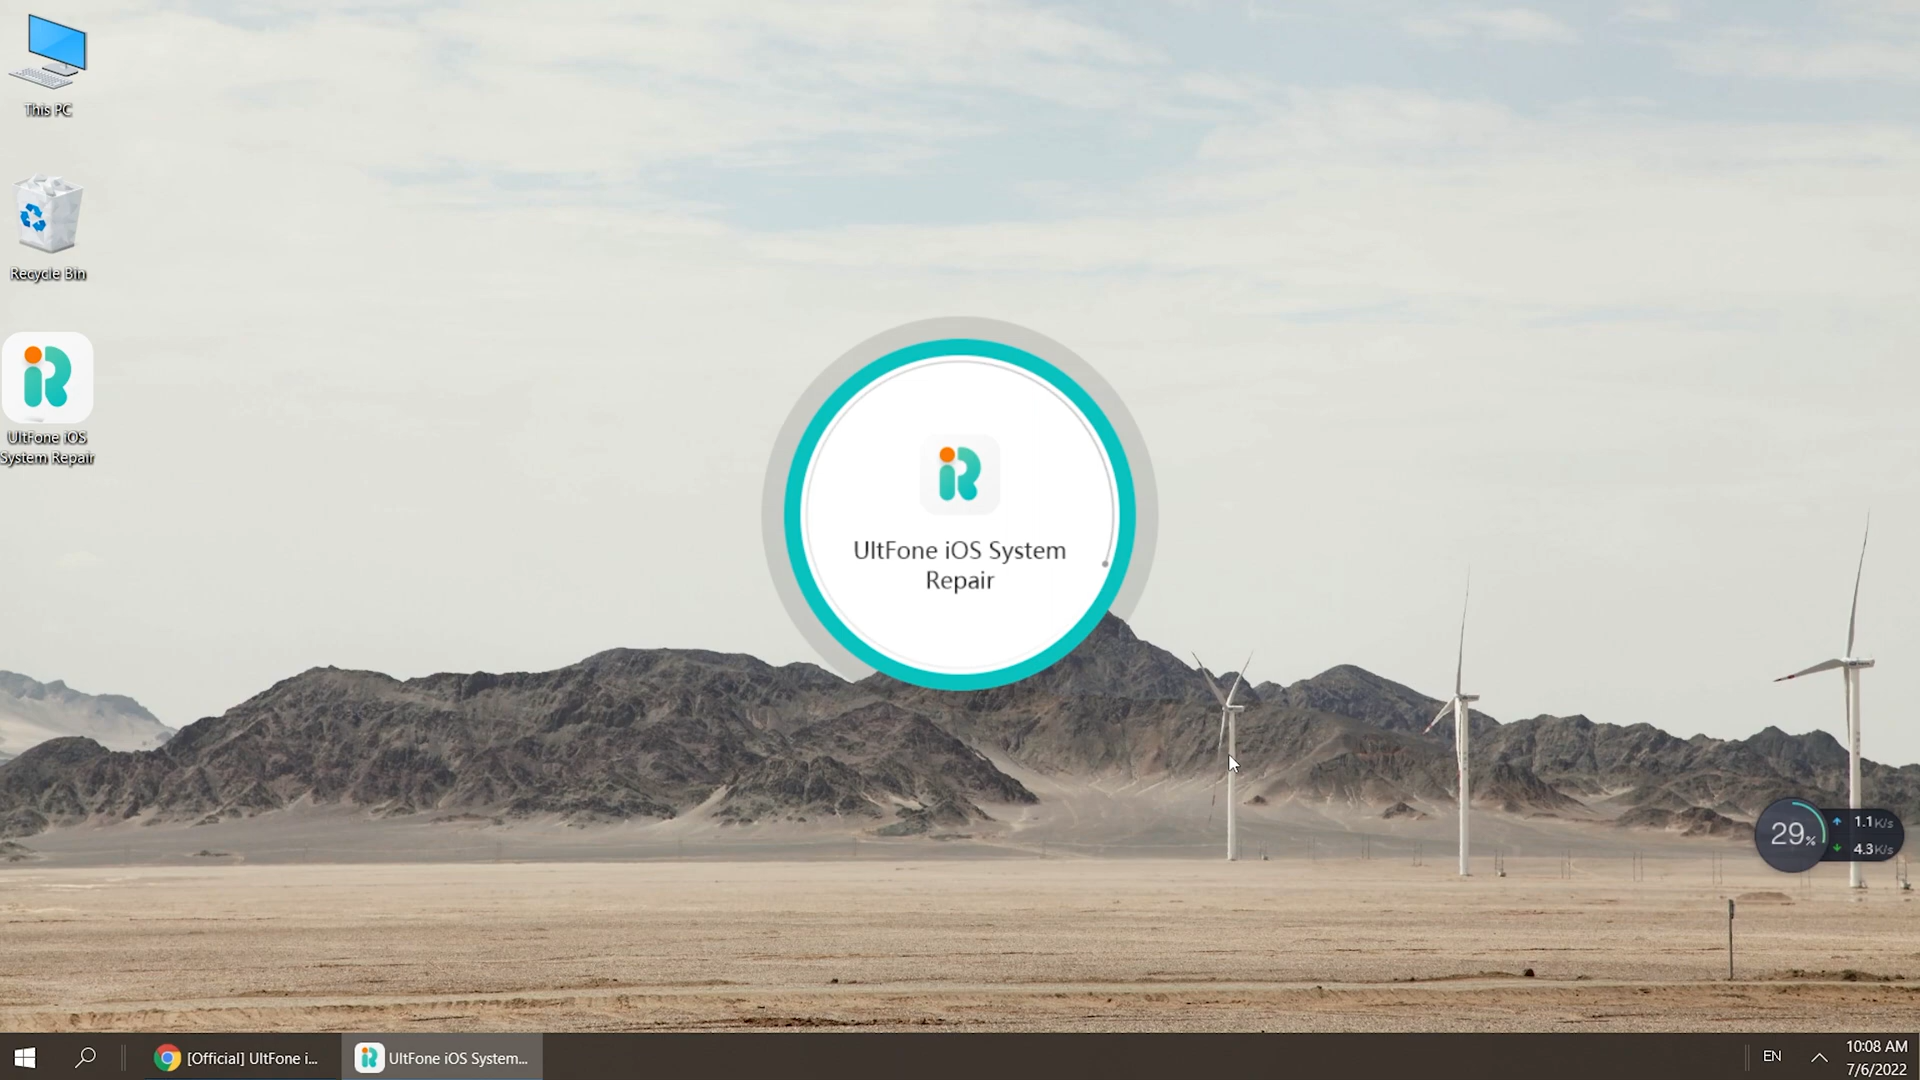 This PC
Recycle Bin
UltFone iOS
System Repair
UltFone iOS System
Repair
29%
1.1K/s
4.3K/s
[Official] UltFone i...
UltFone iOS System...
EN
10:08 AM
7/6/2022